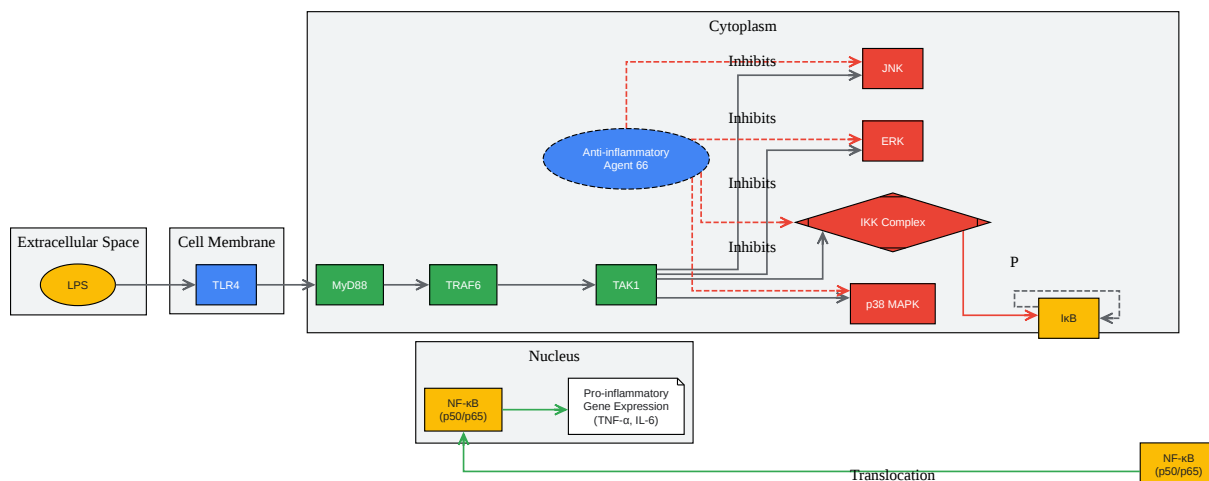 Cytoplasm
Inhibits
JNK
Inhibits
ERK
Anti-inflammatory
Agent 66
Inhibits
IKK Complex
Extracellular Space
Cell Membrane
Inhibits
P
LPS
TLR4
MyD88
TRAF6
TAK1
p38 MAPK
IκB
Nucleus
NF-κB
(p50/p65)
Pro-inflammatory
Gene Expression
(TNF-α, IL-6)
Translocation
NF-κB
(p50/p65)